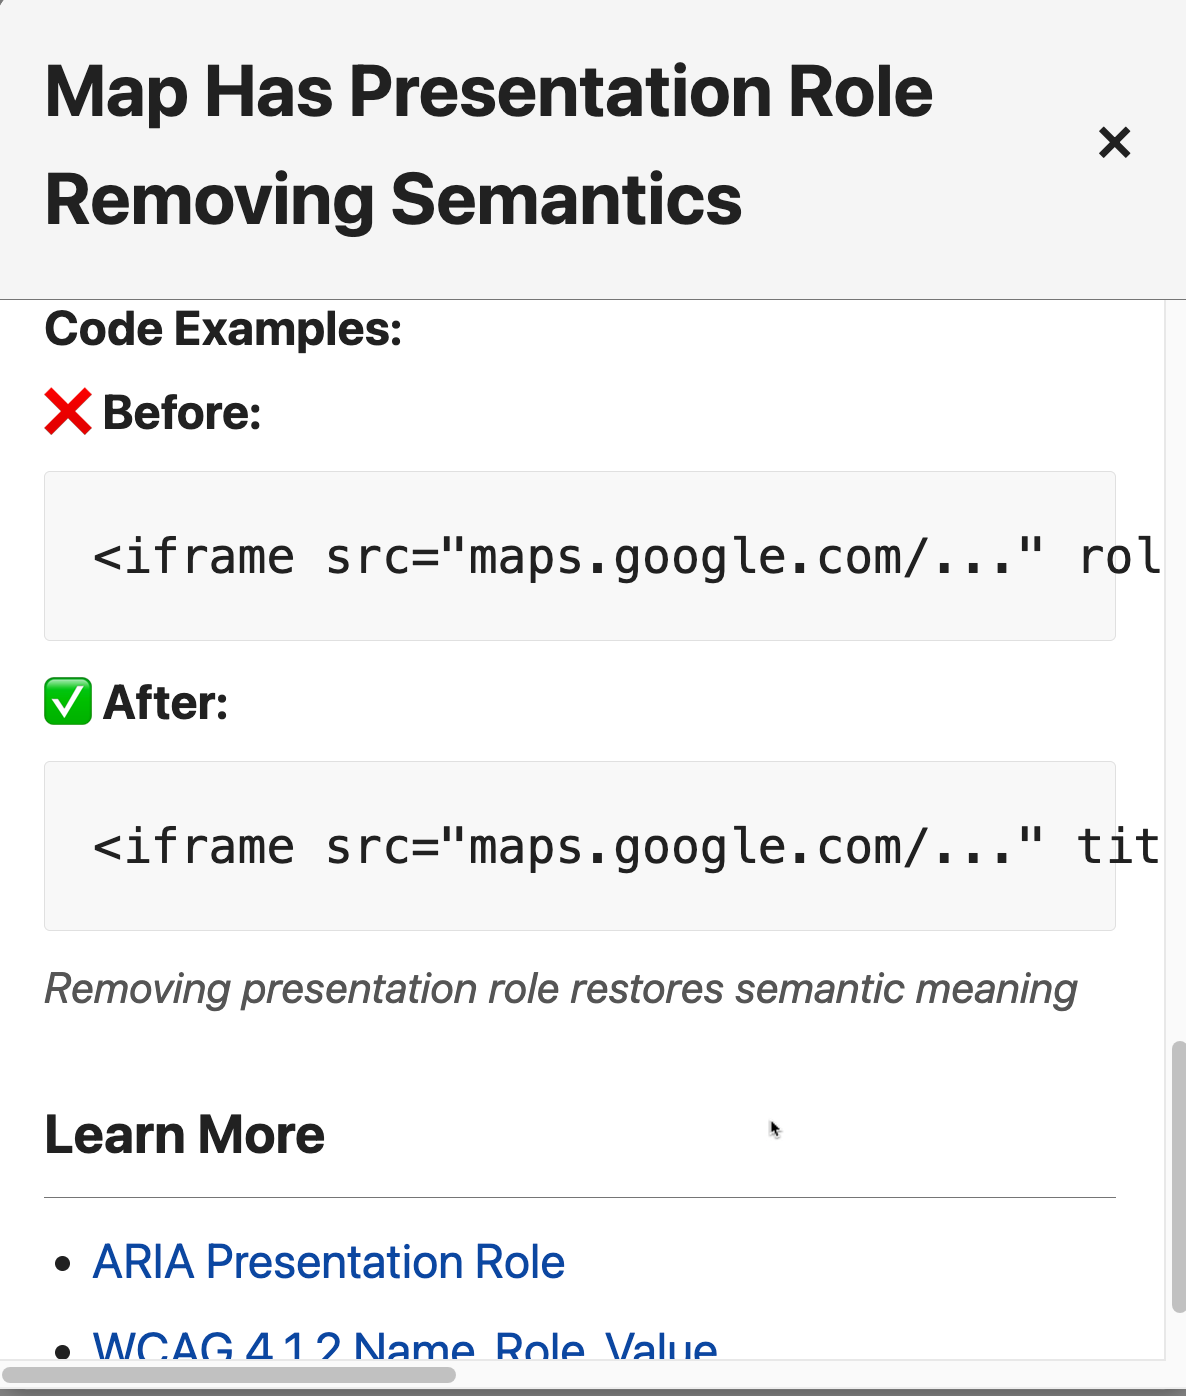 Map Has Presentation Role
Removing Semantics
×
Code Examples:
❌ Before:
<iframe src="maps.google.com/..." rol
✅ After:
<iframe src="maps.google.com/..." tit
Removing presentation role restores semantic meaning
Learn More
• ARIA Presentation Role
• WCAG 4.1.2 Name, Role, Value